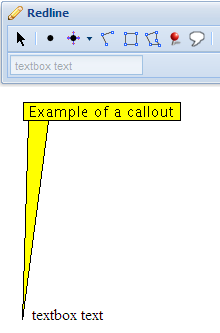 Redline
textbox text
Example of a callout
textbox text